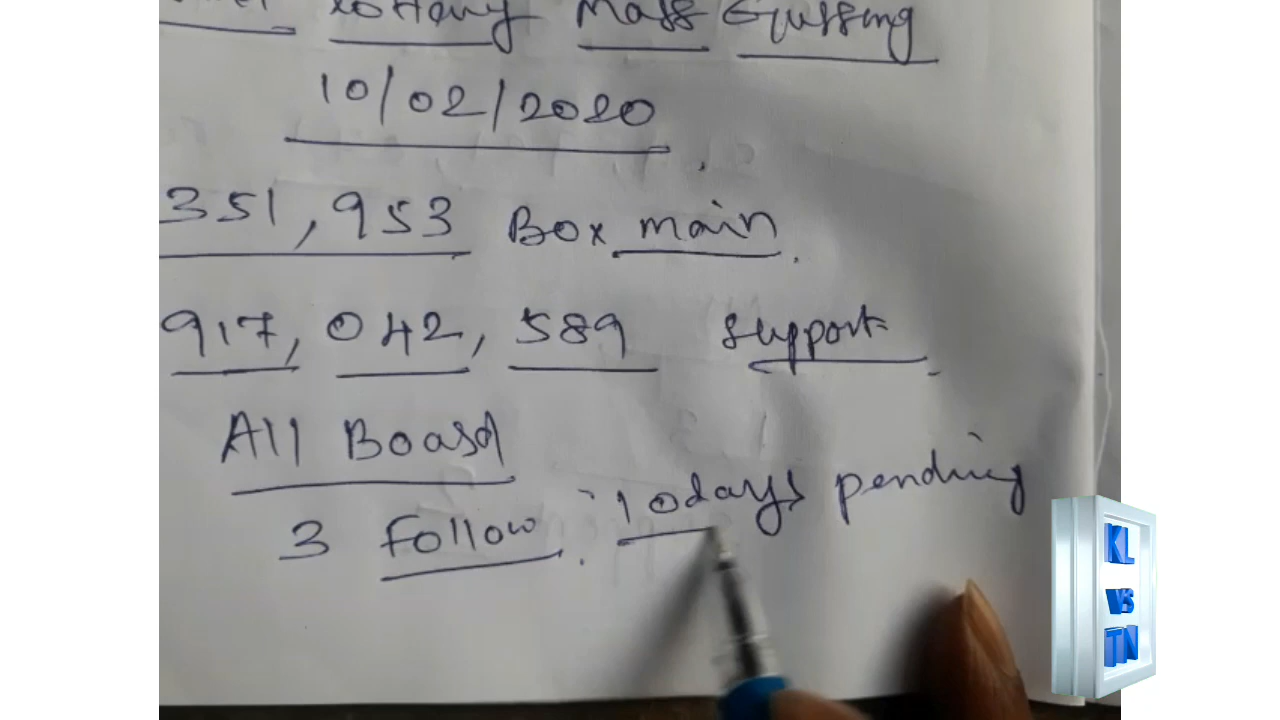 lottery Mass Gussing
10/02/2020
351, 953 Box main.
917, 042, 589 Support
All Board
3 Follow. 10days pending
KL
VS
TN